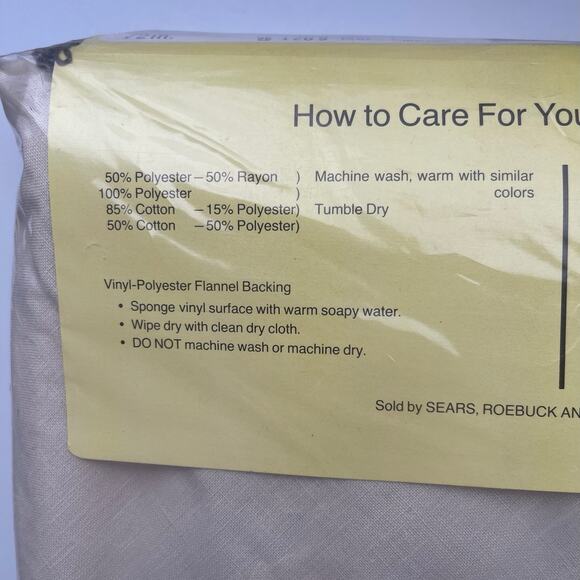 How to Care For You
50% Polyester—50% Rayon ) Machine wash, warm with similar
100% Polyester ) colors
85% Cotton —15% Polyester) Tumble Dry
50% Cotton —50% Polyester)
Vinyl-Polyester Flannel Backing
• Sponge vinyl surface with warm soapy water.
• Wipe dry with clean dry cloth.
• DO NOT machine wash or machine dry.
Sold by SEARS, ROEBUCK AN